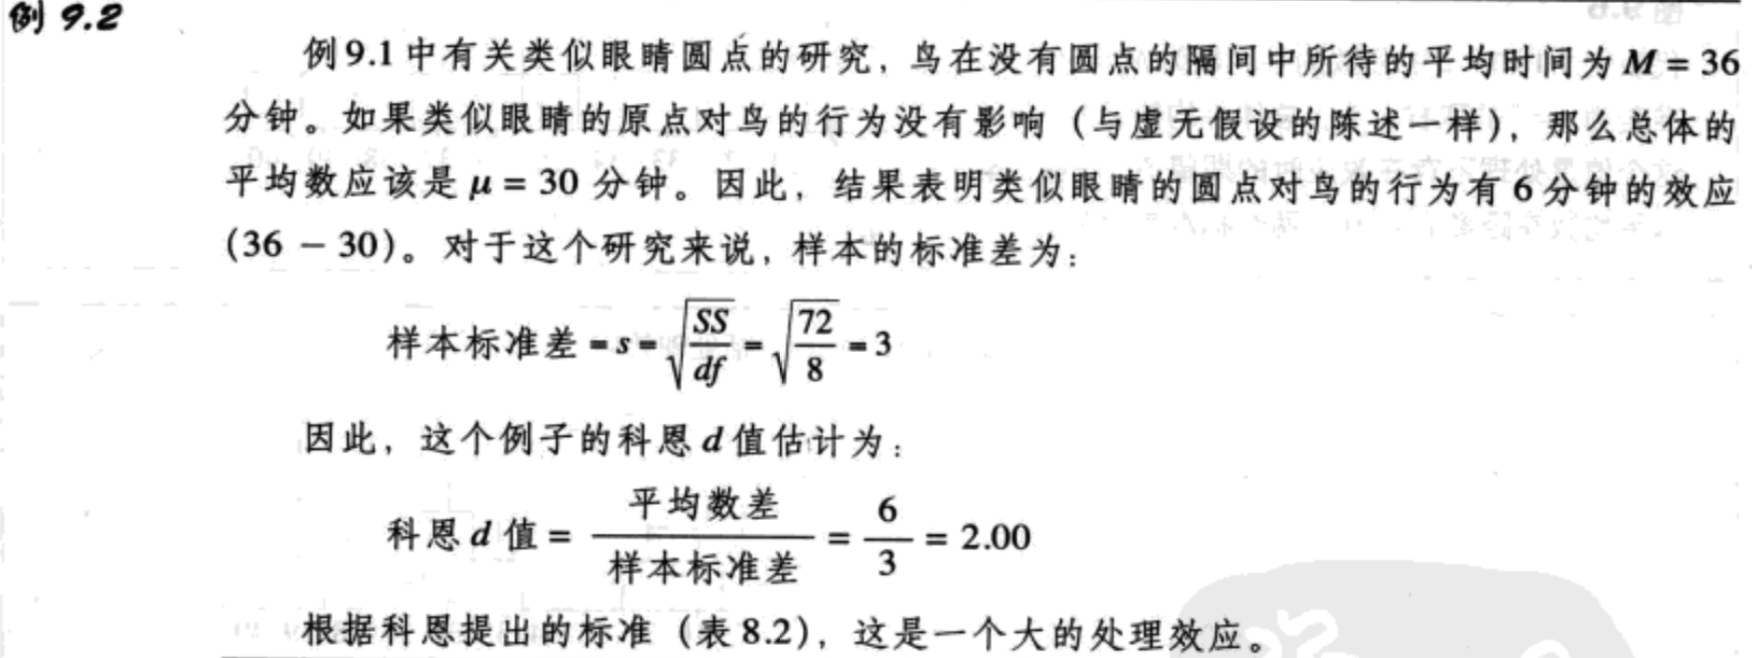 例 9.2
例9.1中有关类似眼睛圆点的研究，鸟在没有圆点的隔间中所待的平均时间为 M = 36
分钟。如果类似眼睛的原点对鸟的行为没有影响（与虚无假设的陈述一样），那么总体的
平均数应该是 μ = 30 分钟。因此，结果表明类似眼睛的圆点对鸟的行为有 6 分钟的效应
(36 − 30)。对于这个研究来说，样本的标准差为：
样本标准差 = s = √(SS/df) = √(72/8) = 3
因此，这个例子的科恩 d 值估计为：
科恩 d 值 = 平均数差/样本标准差 = 6/3 = 2.00
根据科恩提出的标准（表 8.2），这是一个大的处理效应。